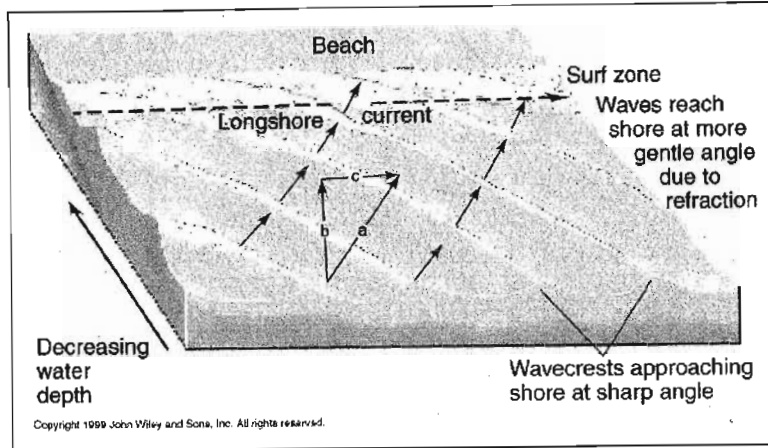 Beach
Surf zone
Longshore current
Waves reach
shore at more
gentle angle
due to
refraction
c
b a
Decreasing
water
depth
Wavecrests approaching
shore at sharp angle
Copyright 1999 John Wiley and Sons, Inc. All rights reserved.